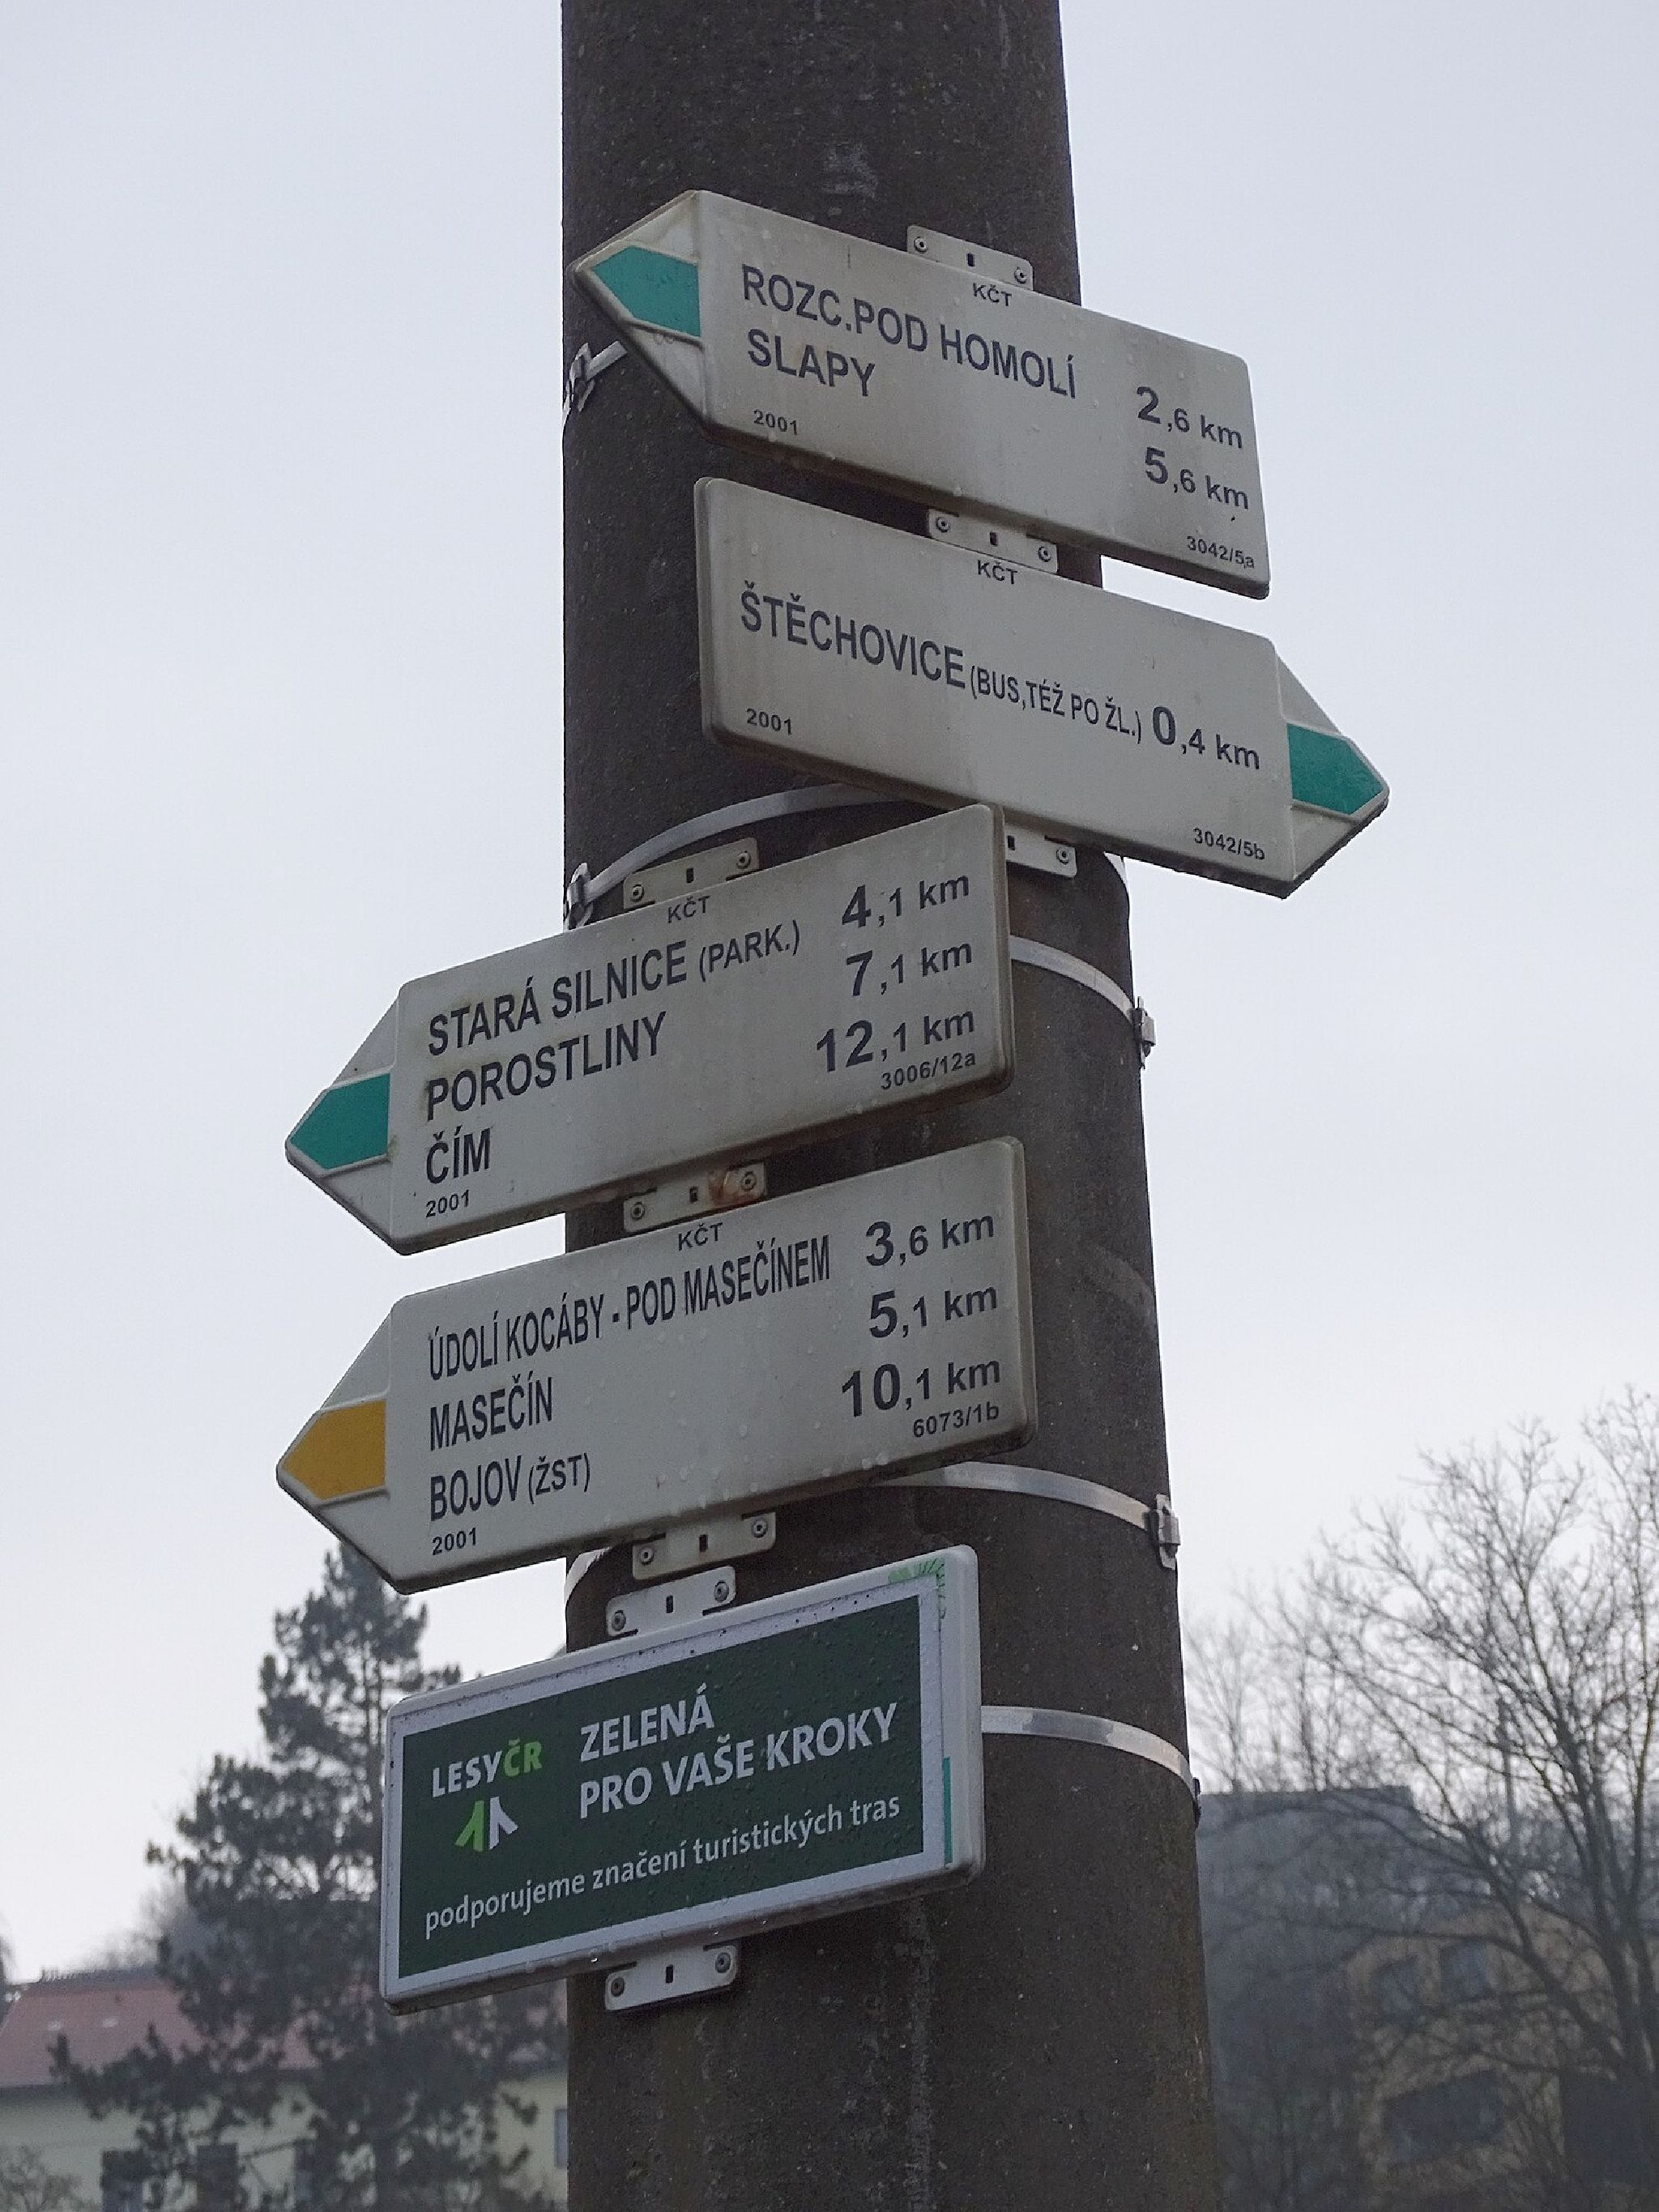 KČT
ROZC.POD HOMOLÍ 2,6 km
SLAPY 5,6 km
2001 3042/5a
KČT
ŠTĚCHOVICE (BUS,TÉŽ PO ŽL.) 0,4 km
2001 3042/5b
KČT
STARÁ SILNICE (PARK.) 4,1 km
POROSTLINY 7,1 km
ČÍM 12,1 km
2001 3006/12a
KČT
ÚDOLÍ KOCÁBY - POD MASEČÍNEM 3,6 km
MASEČÍN 5,1 km
BOJOV (ŽST) 10,1 km
2001 6073/1b
LESYČR
ZELENÁ
PRO VAŠE KROKY
podporujeme značení turistických tras